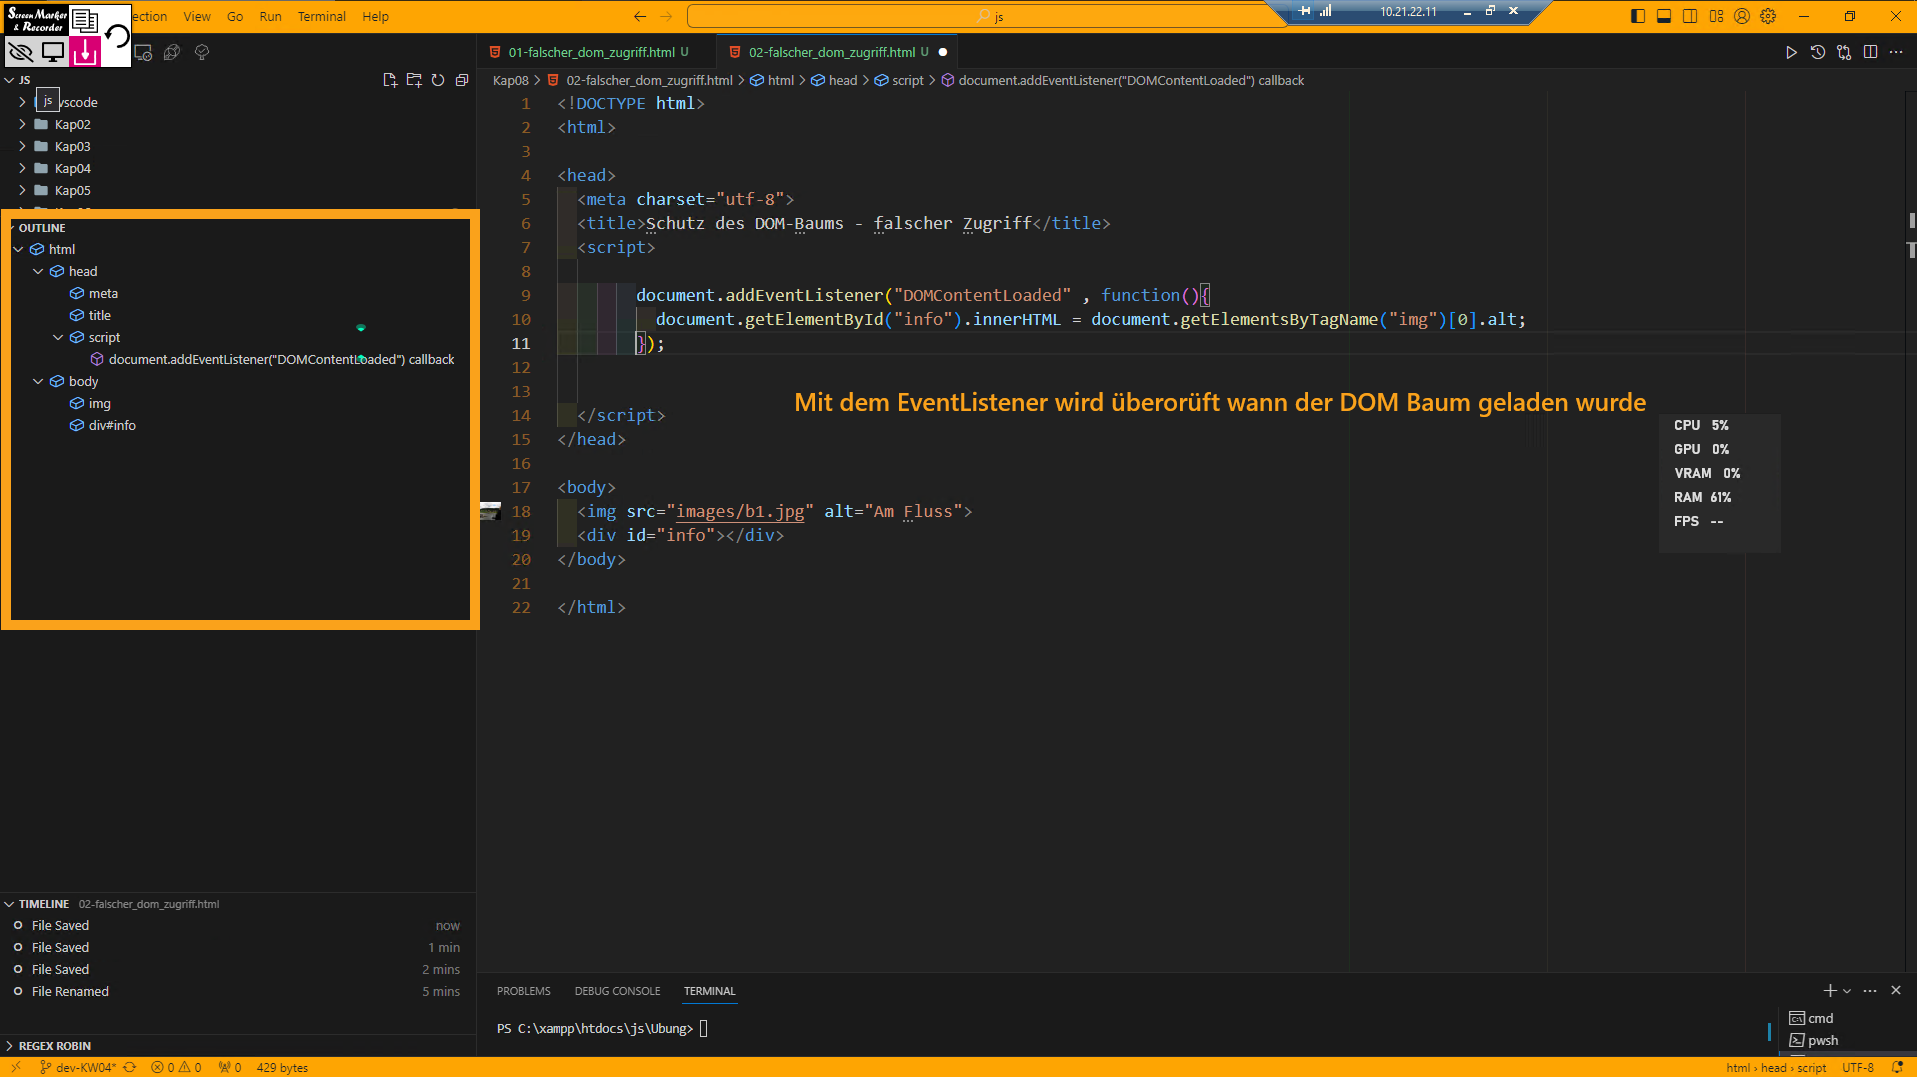 Screen Marker
& Recorder
ection View Go Run Terminal Help
js
10.21.22.11
JS
js
vscode
Kap02
Kap03
Kap04
Kap05
OUTLINE
html
head
meta
title
script
document.addEventListener("DOMContentLoaded") callback
body
img
div#info
TIMELINE 02-falscher_dom_zugriff.html
File Saved now
File Saved 1 min
File Saved 2 mins
File Renamed 5 mins
REGEX ROBIN
01-falscher_dom_zugriff.html U
02-falscher_dom_zugriff.html U
Kap08 > 02-falscher_dom_zugriff.html > html > head > script > document.addEventListener("DOMContentLoaded") callback
1 <!DOCTYPE html>
2 <html>
3
4 <head>
5 <meta charset="utf-8">
6 <title>Schutz des DOM-Baums - falscher Zugriff</title>
7 <script>
8
9 document.addEventListener("DOMContentLoaded" , function(){
10 document.getElementById("info").innerHTML = document.getElementsByTagName("img")[0].alt;
11 });
12
13
14 </script>
15 </head>
16
17 <body>
18 <img src="images/b1.jpg" alt="Am Fluss">
19 <div id="info"></div>
20 </body>
21
22 </html>
Mit dem EventListener wird überorüft wann der DOM Baum geladen wurde
CPU 5%
GPU 0%
VRAM 0%
RAM 61%
FPS --
PROBLEMS DEBUG CONSOLE TERMINAL
PS C:\xampp\htdocs\js\Ubung>
cmd
pwsh
dev-KW04* 0 0 0 429 bytes
html › head › script UTF-8